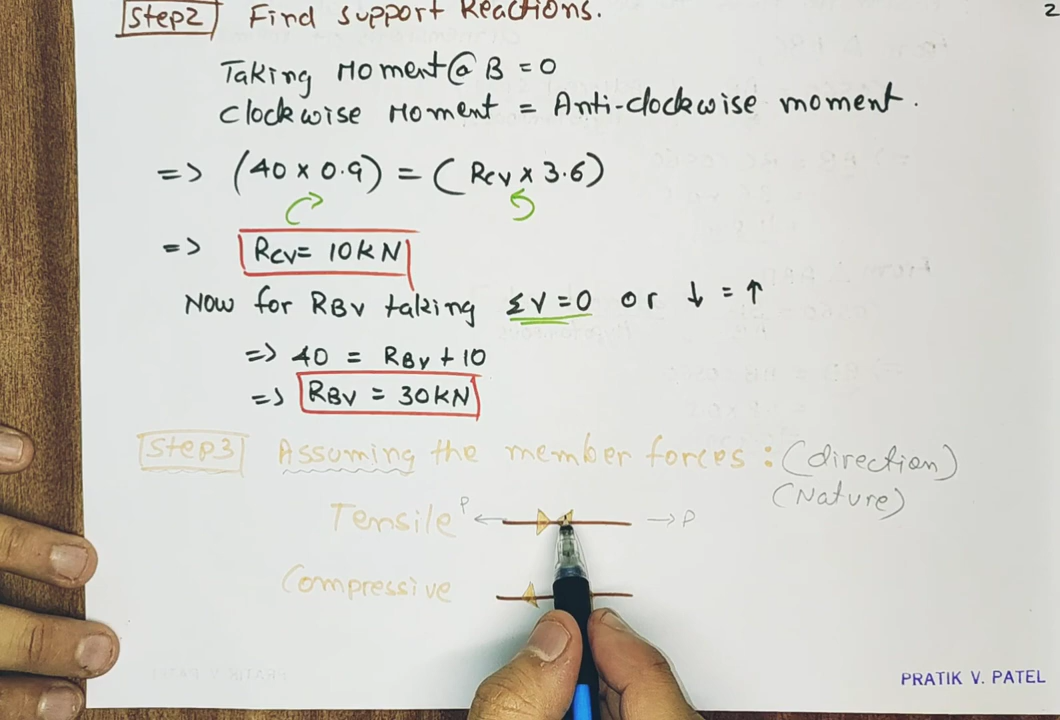 Step2 Find Support Reactions.
2
Taking Moment @ B = 0
Clockwise Moment = Anti-clockwise moment.
=> (40 × 0.9) = (RCV × 3.6)
=> RCV = 10kN
Now for RBV taking ΣV=0 or ↓ = ↑
=> 40 = RBV + 10
=> RBV = 30kN
Step3 Assuming the member forces : (direction)
(Nature)
Tensile P ← → P
Compressive
PRATIK V. PATEL